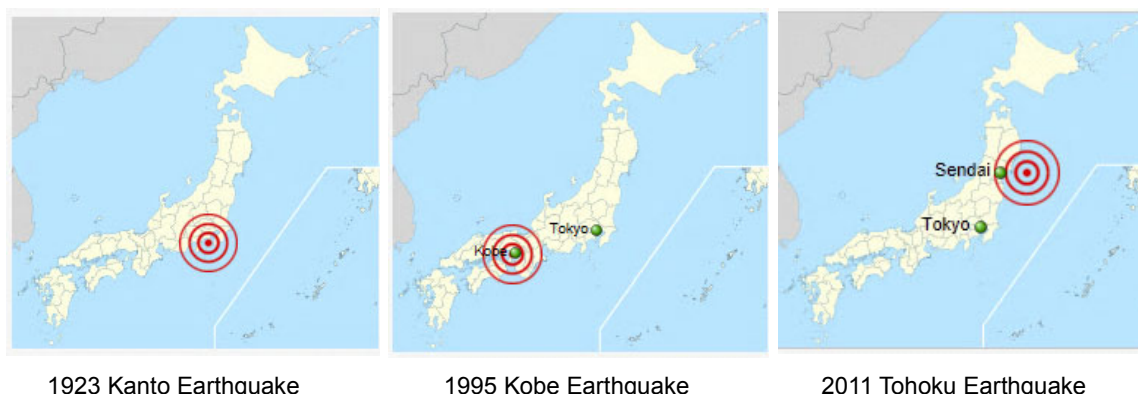 Tokyo
Kobe
Sendai
Tokyo
1923 Kanto Earthquake
1995 Kobe Earthquake
2011 Tohoku Earthquake